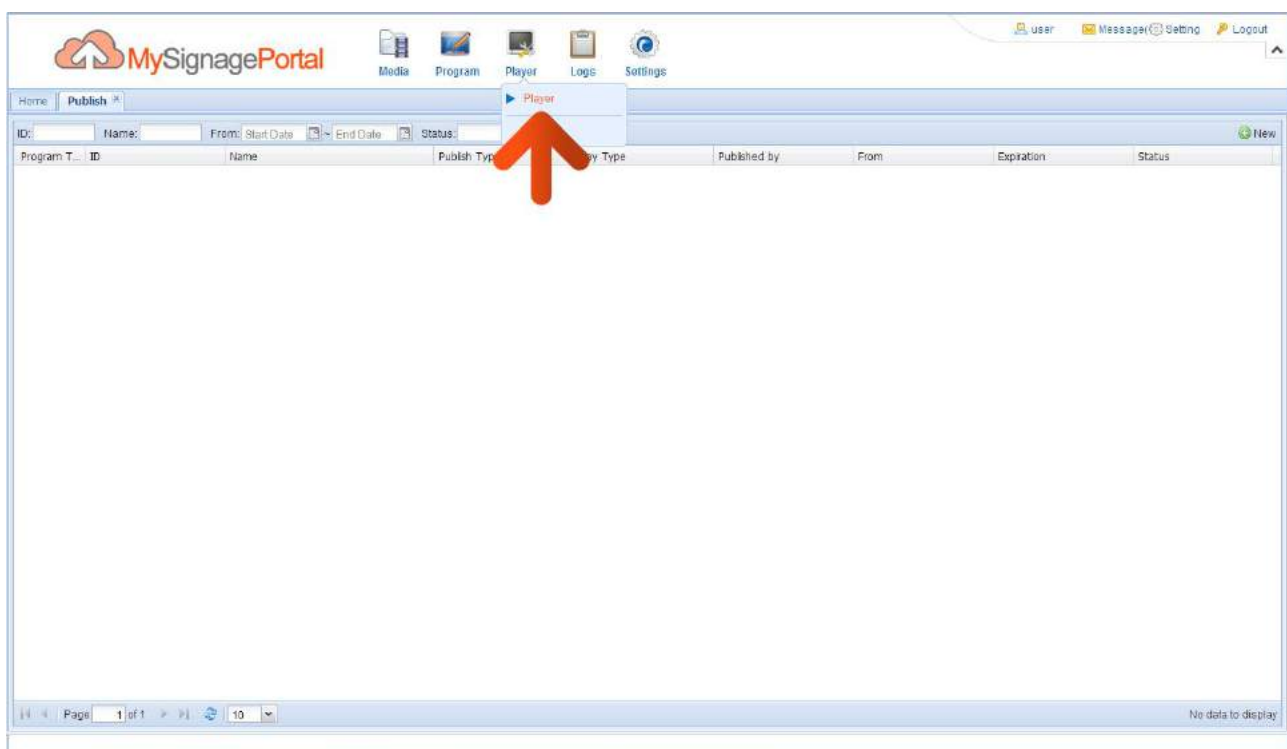 user Message( Setting Logout
MySignagePortal
Media Program Player Logs Settings
Home Publish
Player
ID: Name: From: Start Date ~ End Date Status: New
Program T... ID Name Publish Typ Type Published by From Expiration Status
Page 1 of 1 10 No data to display